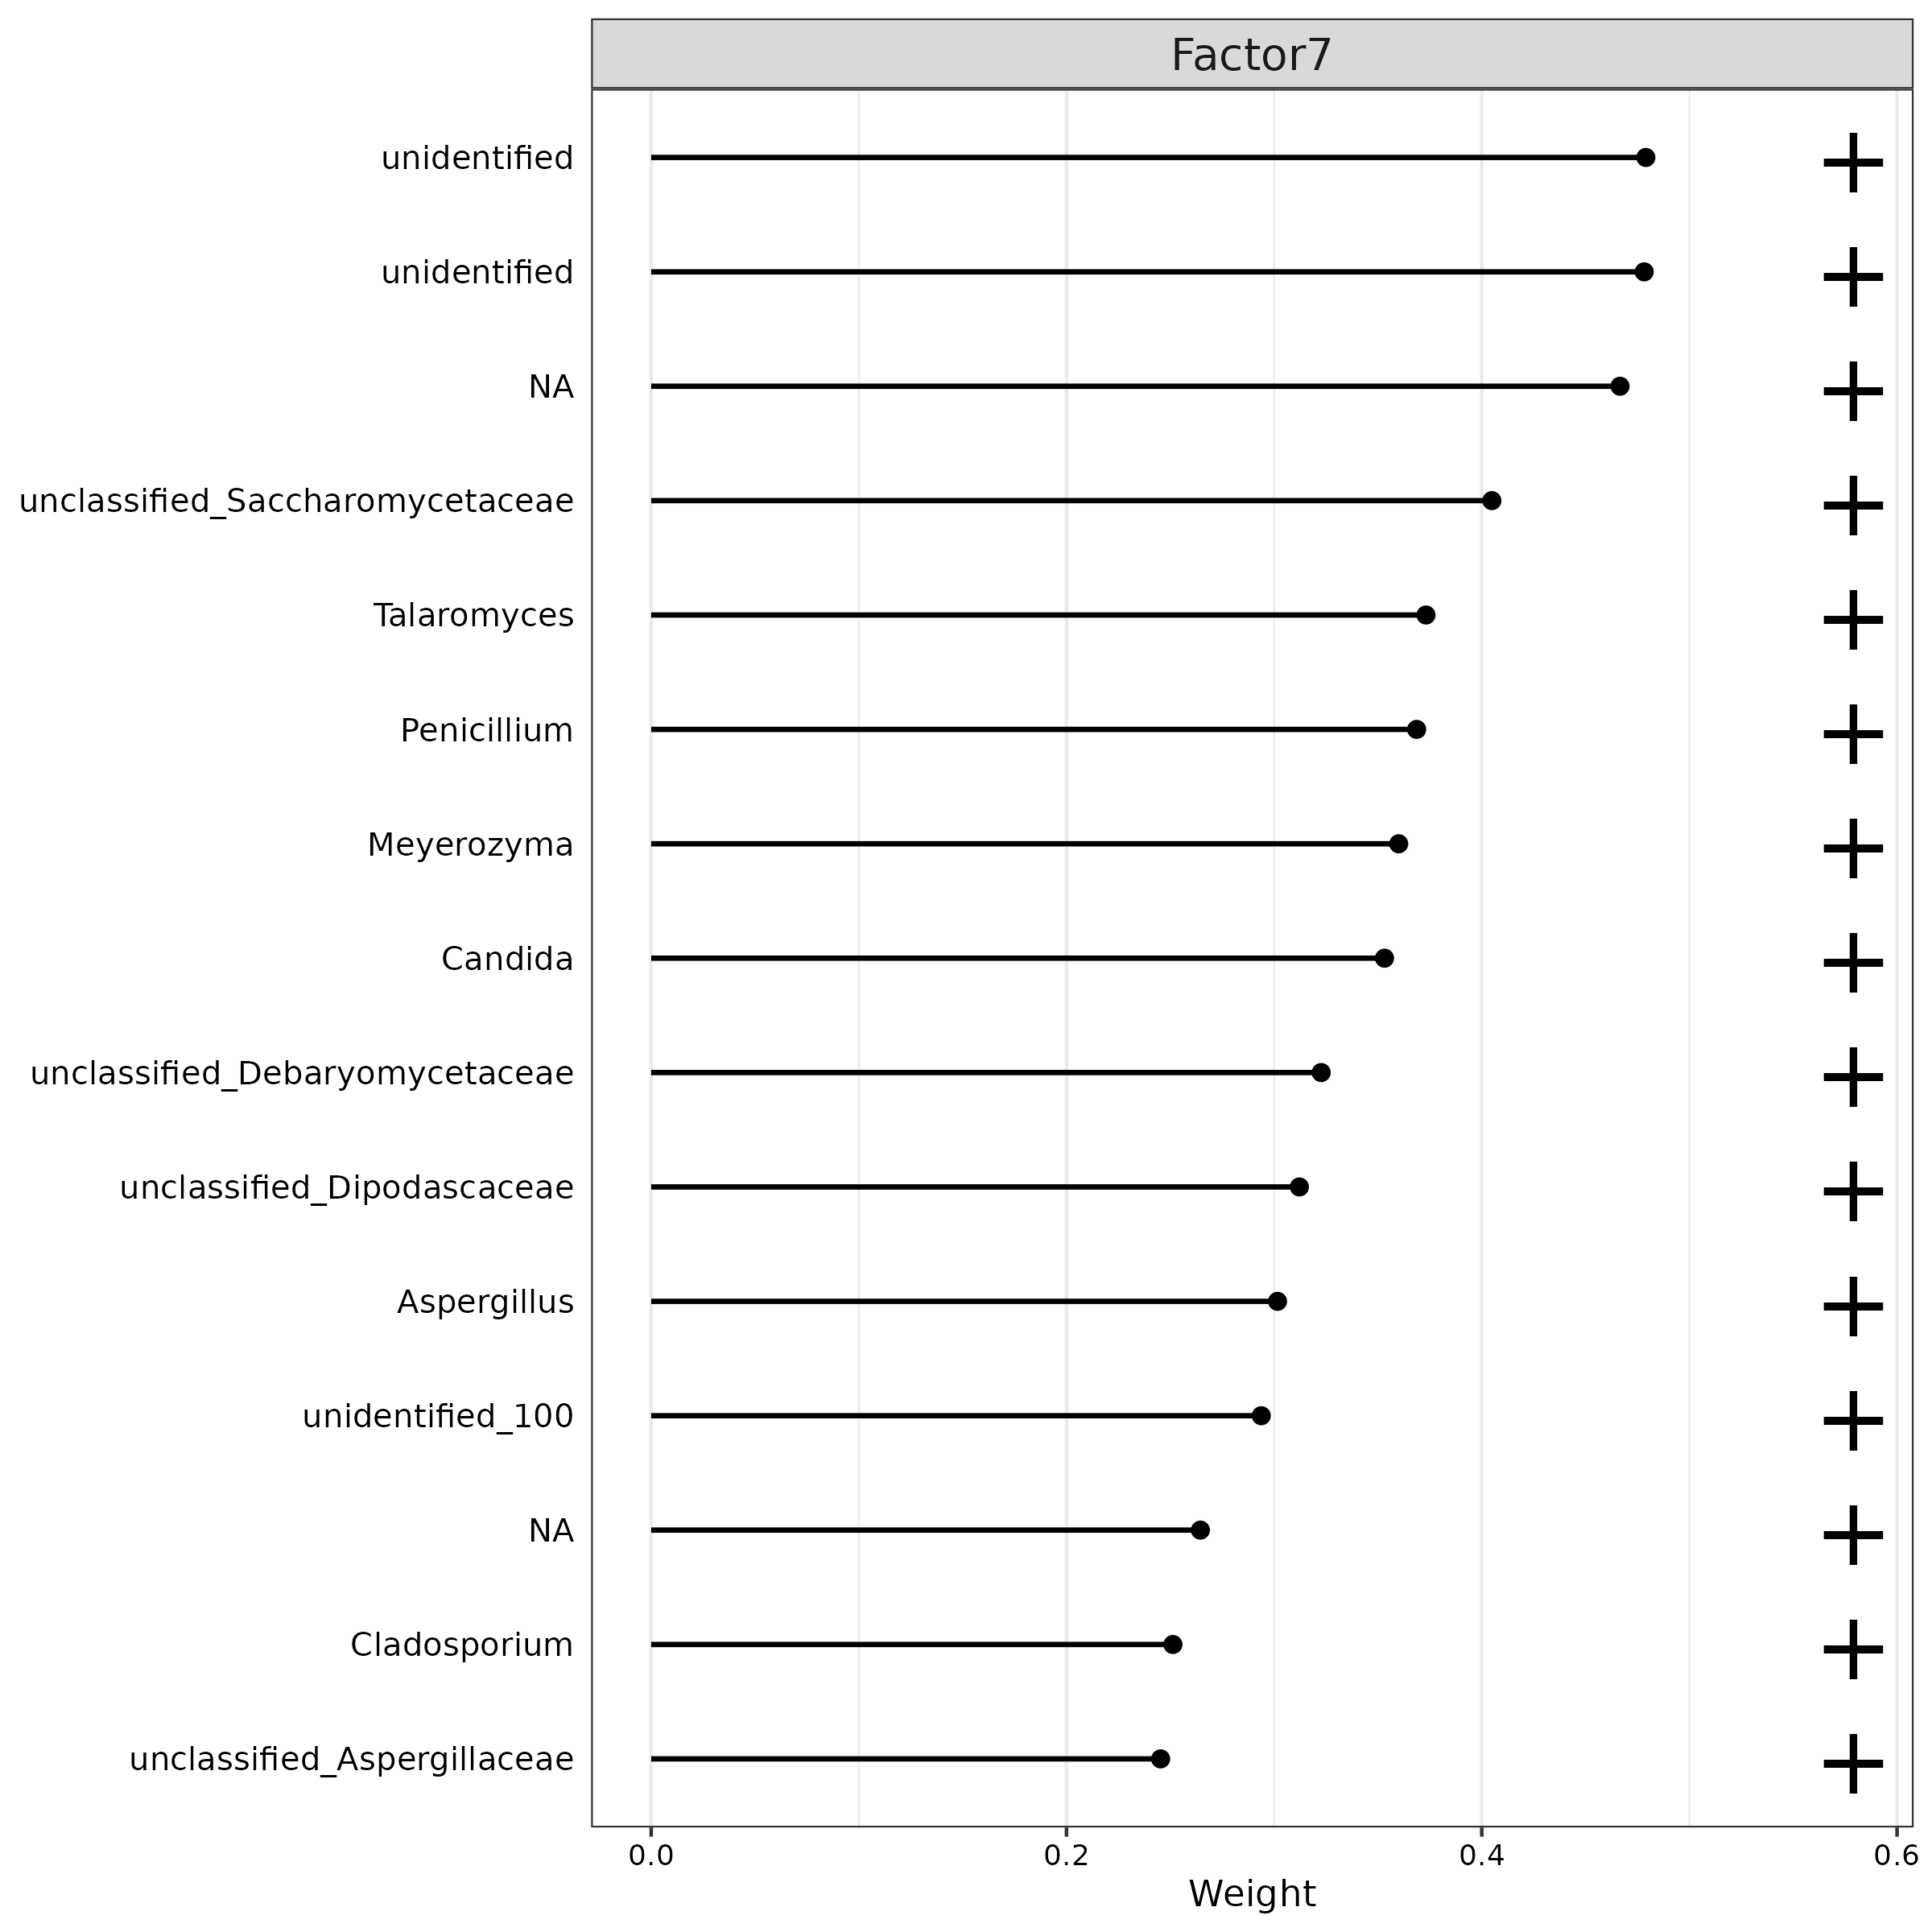 Factor7
unidentified
unidentified
NA
unclassified_Saccharomycetaceae
Talaromyces
Penicillium
Meyerozyma
Candida
unclassified_Debaryomycetaceae
unclassified_Dipodascaceae
Aspergillus
unidentified_100
NA
Cladosporium
unclassified_Aspergillaceae
0.0 0.2 0.4 0.6
Weight